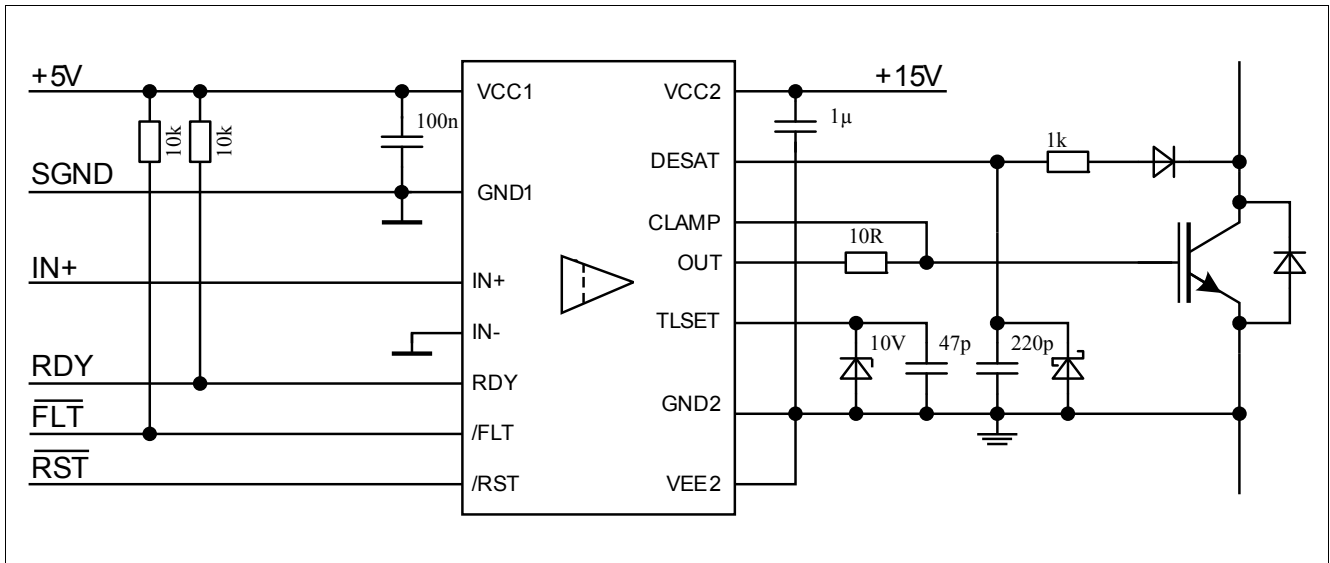 +5V
10k
10k
100n
SGND
IN+
RDY
FLT
RST
VCC1
GND1
IN+
IN-
RDY
/FLT
/RST
VCC2
DESAT
CLAMP
OUT
TLSET
GND2
VEE2
+15V
1µ
1k
10R
10V
47p
220p